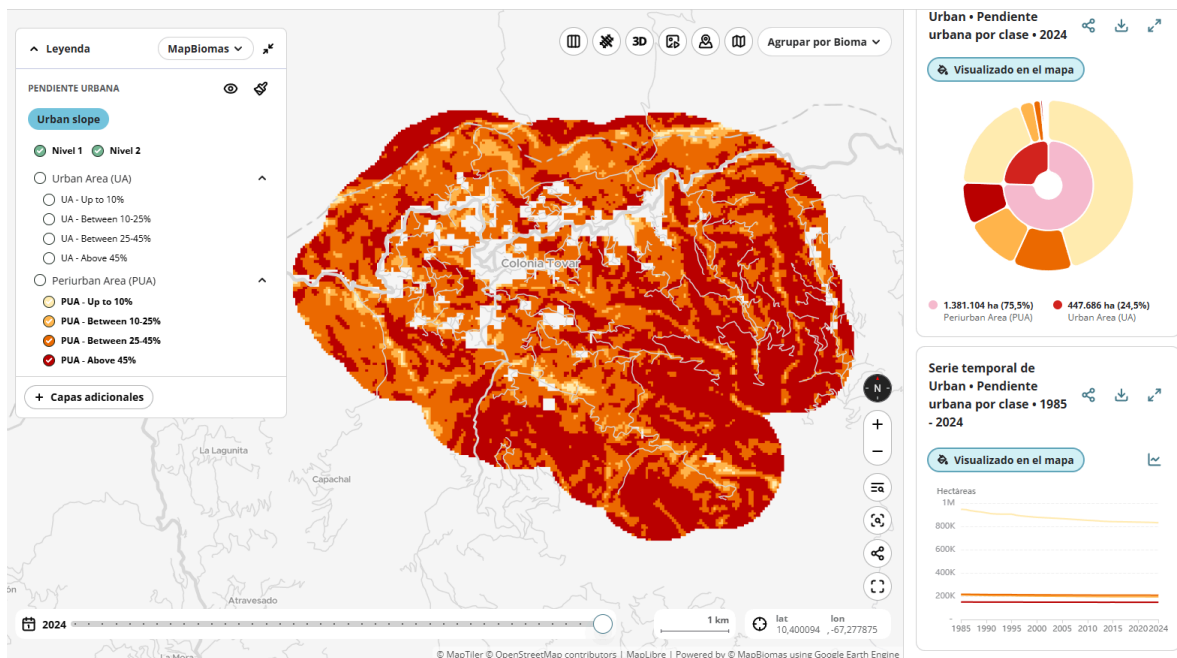 Leyenda
MapBiomas
PENDIENTE URBANA
Urban slope
Nivel 1
Nivel 2
Urban Area (UA)
UA - Up to 10%
UA - Between 10-25%
UA - Between 25-45%
UA - Above 45%
Periurban Area (PUA)
PUA - Up to 10%
PUA - Between 10-25%
PUA - Between 25-45%
PUA - Above 45%
+ Capas adicionales
3D
Agrupar por Bioma
Colonia Tovar
La Lagunita
Capachal
Atravesado
La Mora
N
+
−
2024
1 km
lat
10,400094
lon
,-67,277875
© MapTiler © OpenStreetMap contributors | MapLibre | Powered by © MapBiomas using Google Earth Engine
Urban • Pendiente
urbana por clase • 2024
Visualizado en el mapa
1.381.104 ha (75,5%)
Periurban Area (PUA)
447.686 ha (24,5%)
Urban Area (UA)
Serie temporal de
Urban • Pendiente
urbana por clase • 1985
- 2024
Visualizado en el mapa
Hectáreas
1M
800K
600K
400K
200K
-
1985 1990 1995 2000 2005 2010 2015 2020 2024